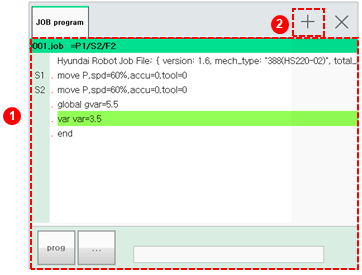 JOB program
2
001.job =P1/S2/F2
Hyundai Robot Job File: { version: 1.6, mech_type: "388(HS220-02)", total_
S1 . move P,spd=60%,accu=0,tool=0
S2 . move P,spd=60%,accu=0,tool=0
. global gvar=5.5
. var var=3.5
. end
1
prog
...